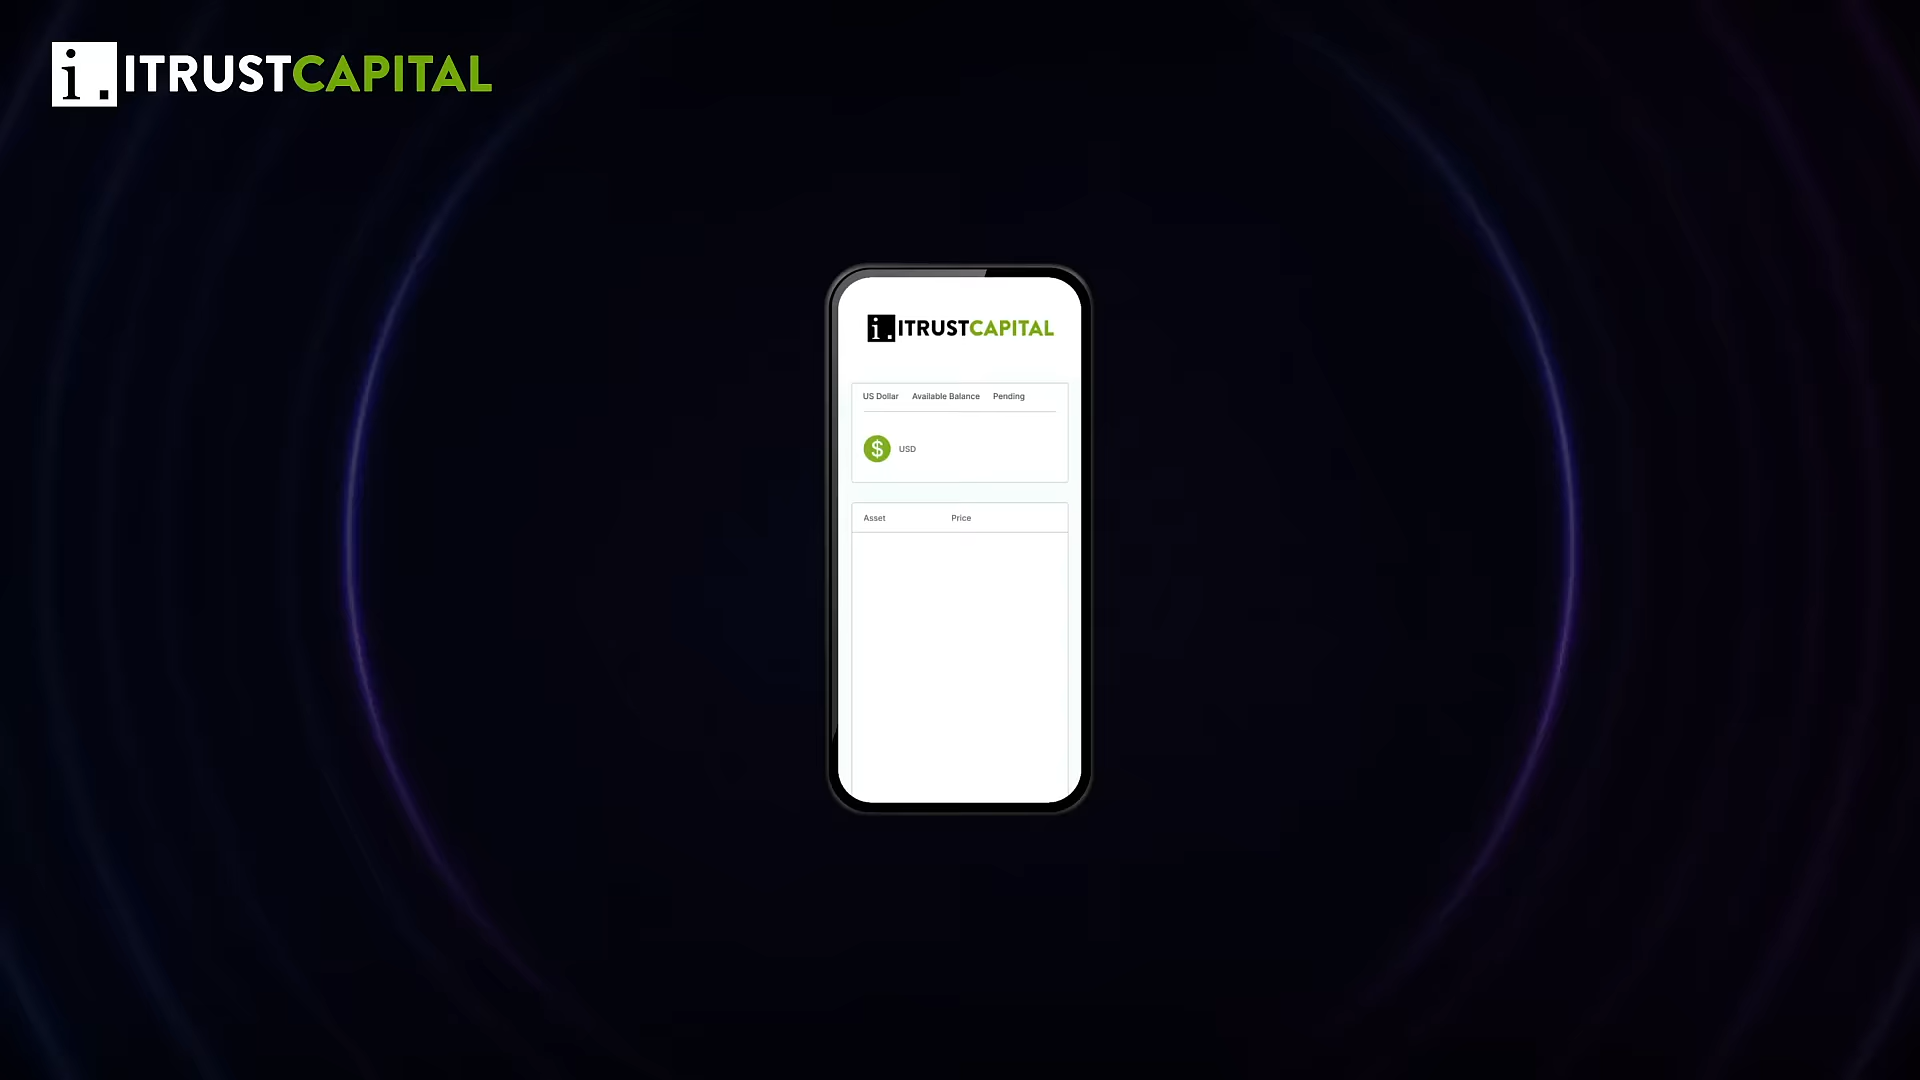 i. ITRUSTCAPITAL
i. ITRUSTCAPITAL
US Dollar Available Balance Pending
$ USD
Asset Price